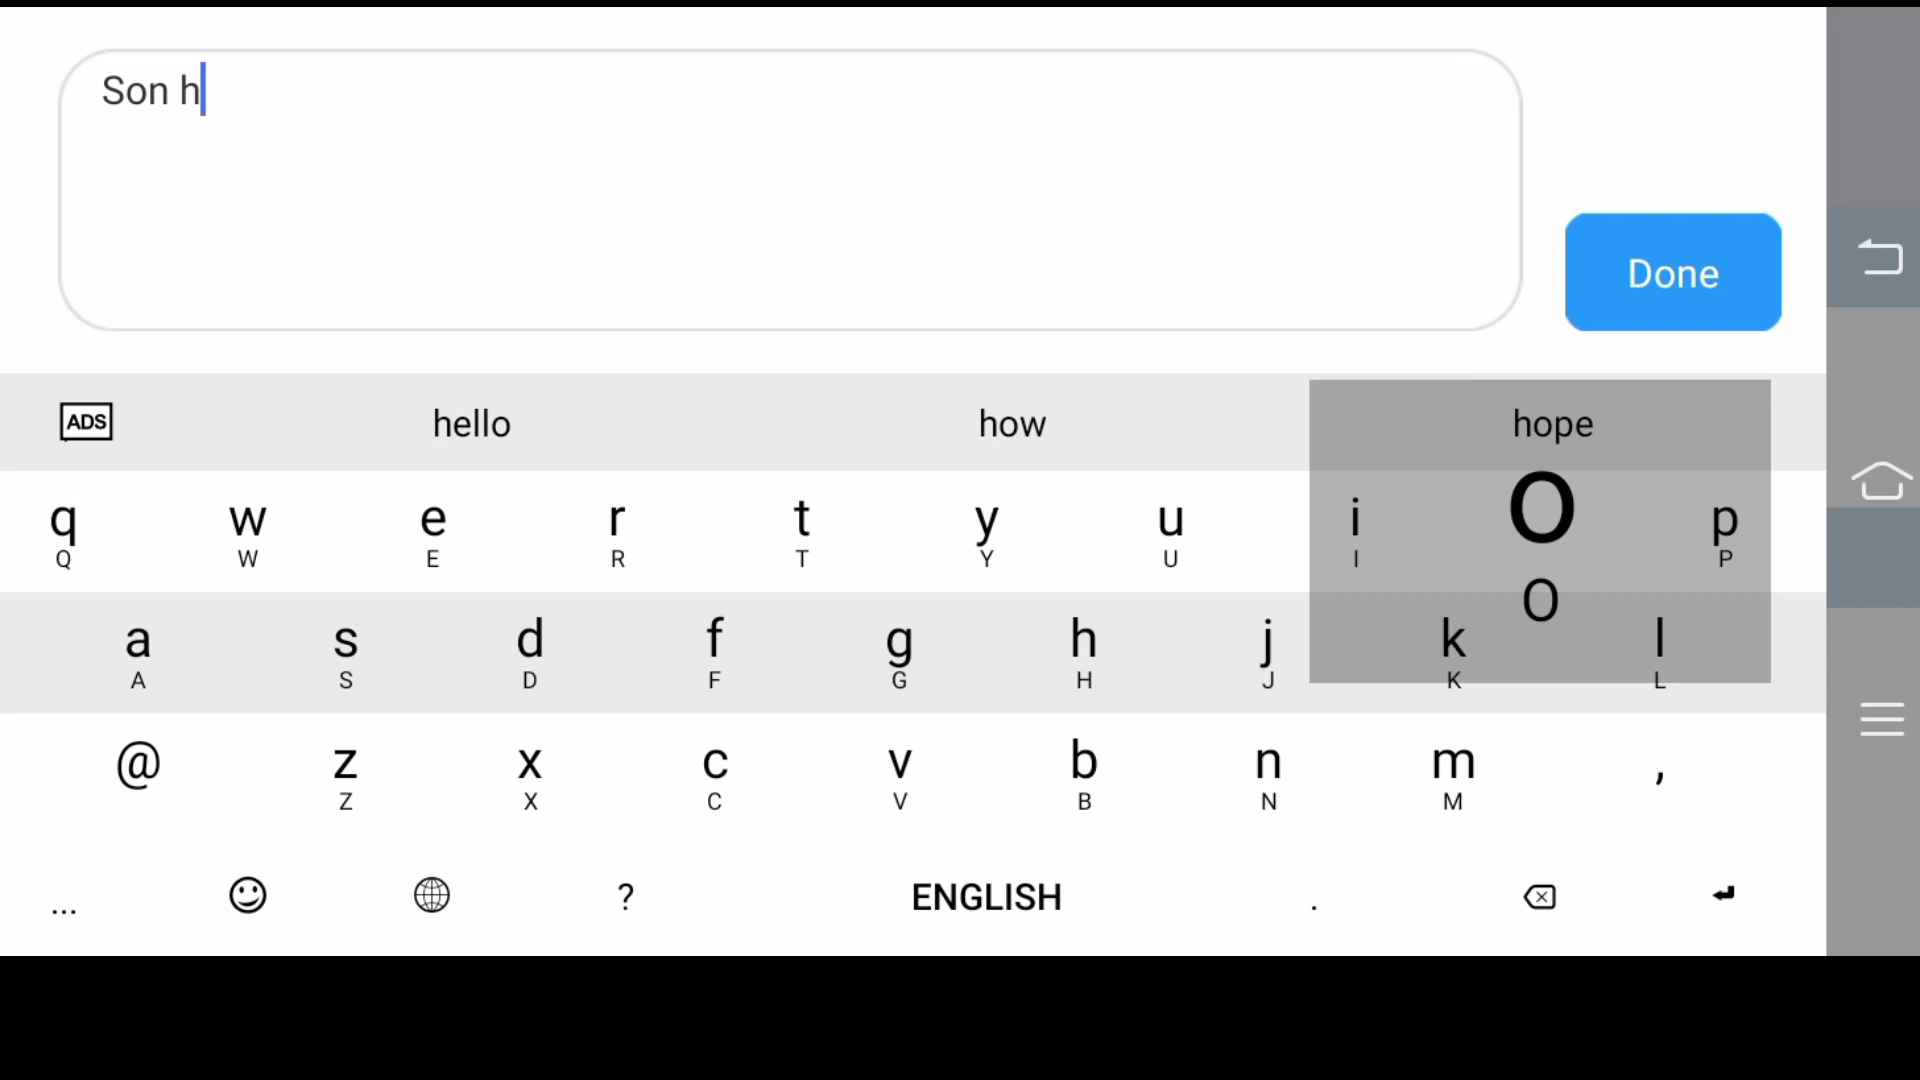 Son h
Done
ADS hello how hope
q w e r t y u i o p
Q W E R T Y U I O P
a s d f g h j k l
A S D F G H J K L
@ z x c v b n m ,
Z X C V B N M
... ? ENGLISH .